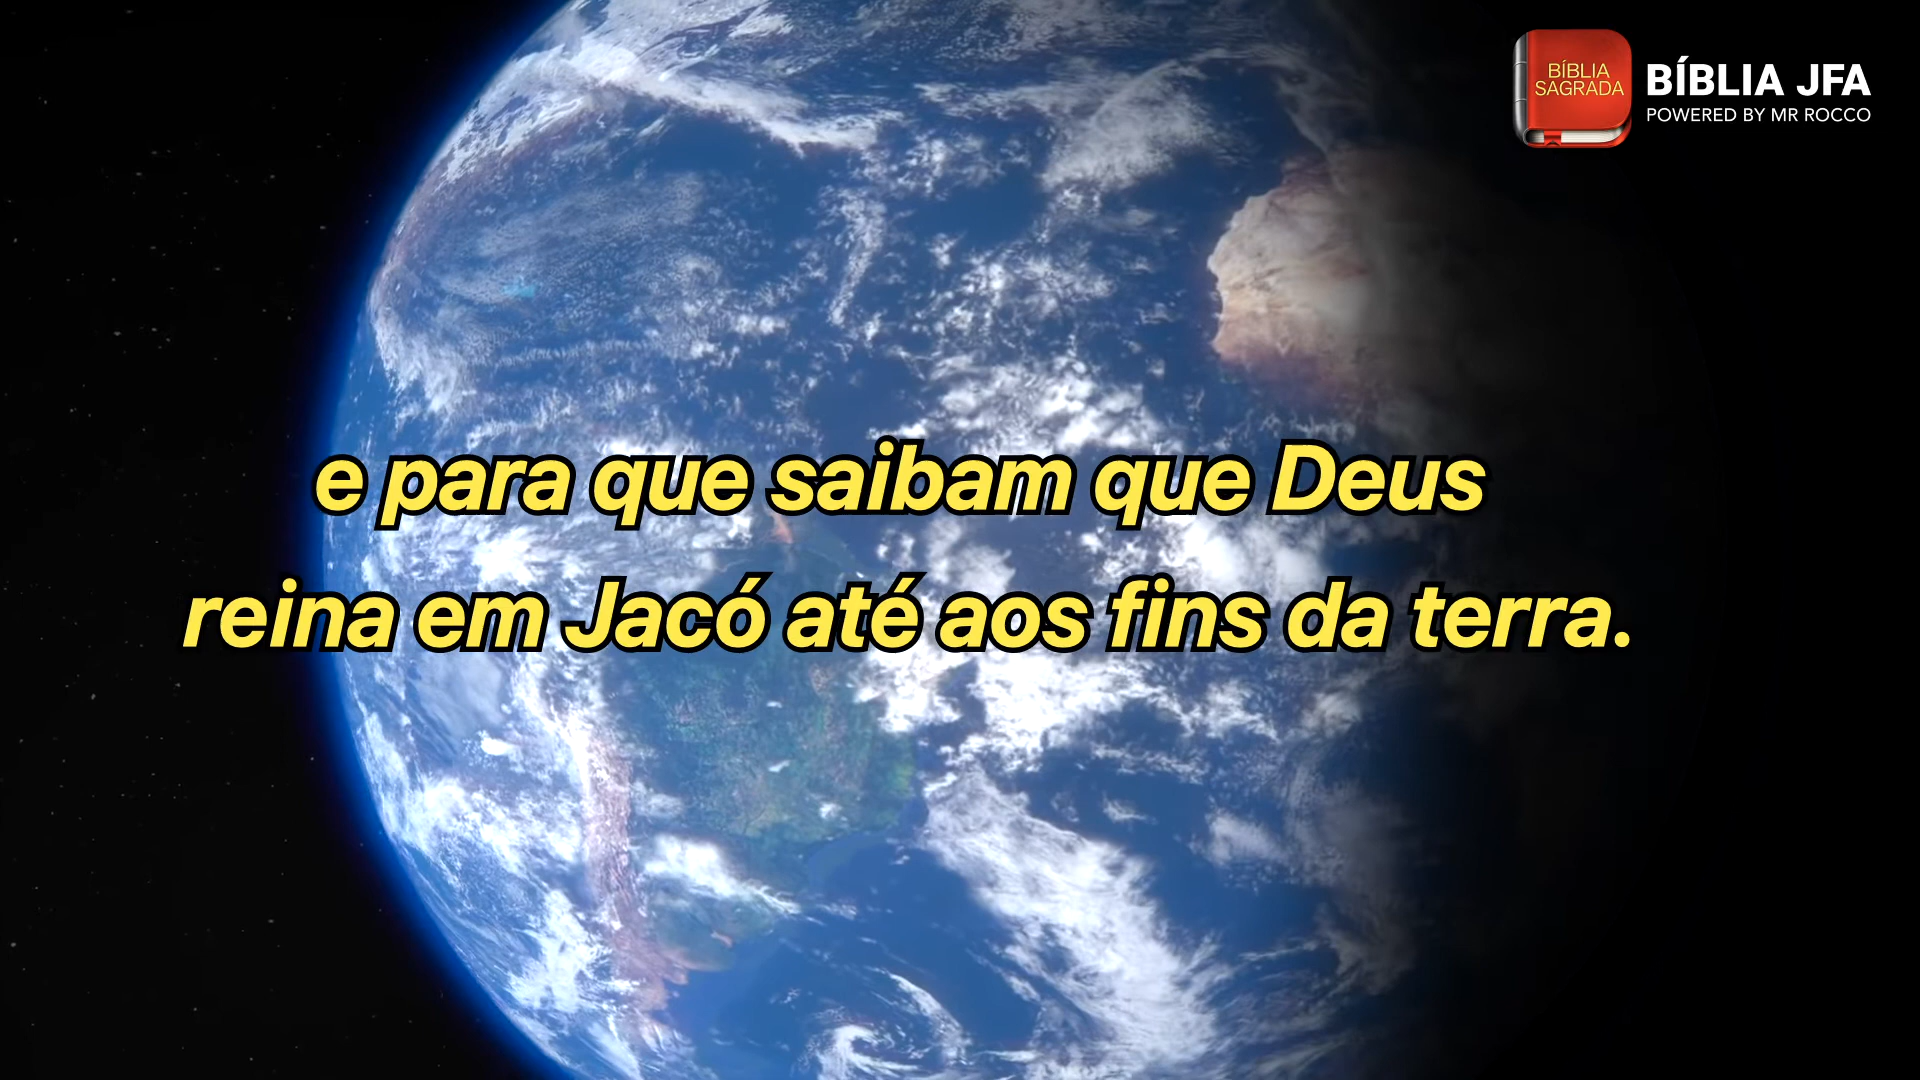 BÍBLIA
SAGRADA
BÍBLIA JFA
POWERED BY MR ROCCO
e para que saibam que Deus
reina em Jacó até aos fins da terra.